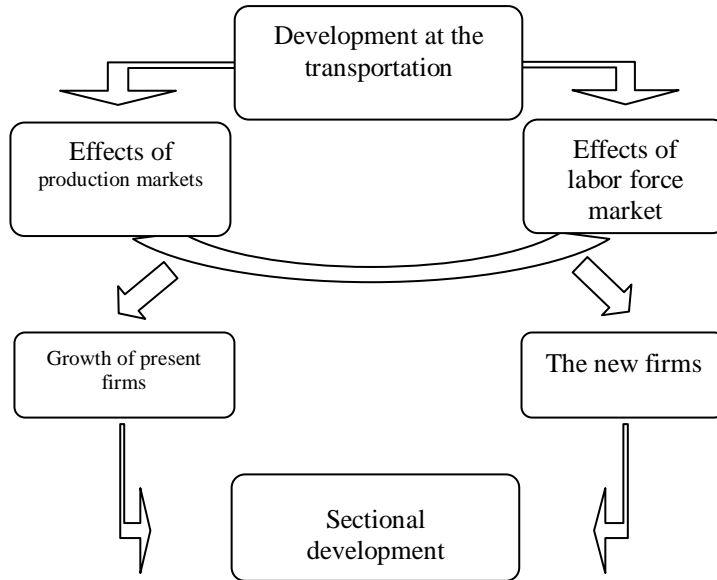 Development at the
transportation
Effects of
production markets
Effects of
labor force
market
Growth of present
firms
The new firms
Sectional
development